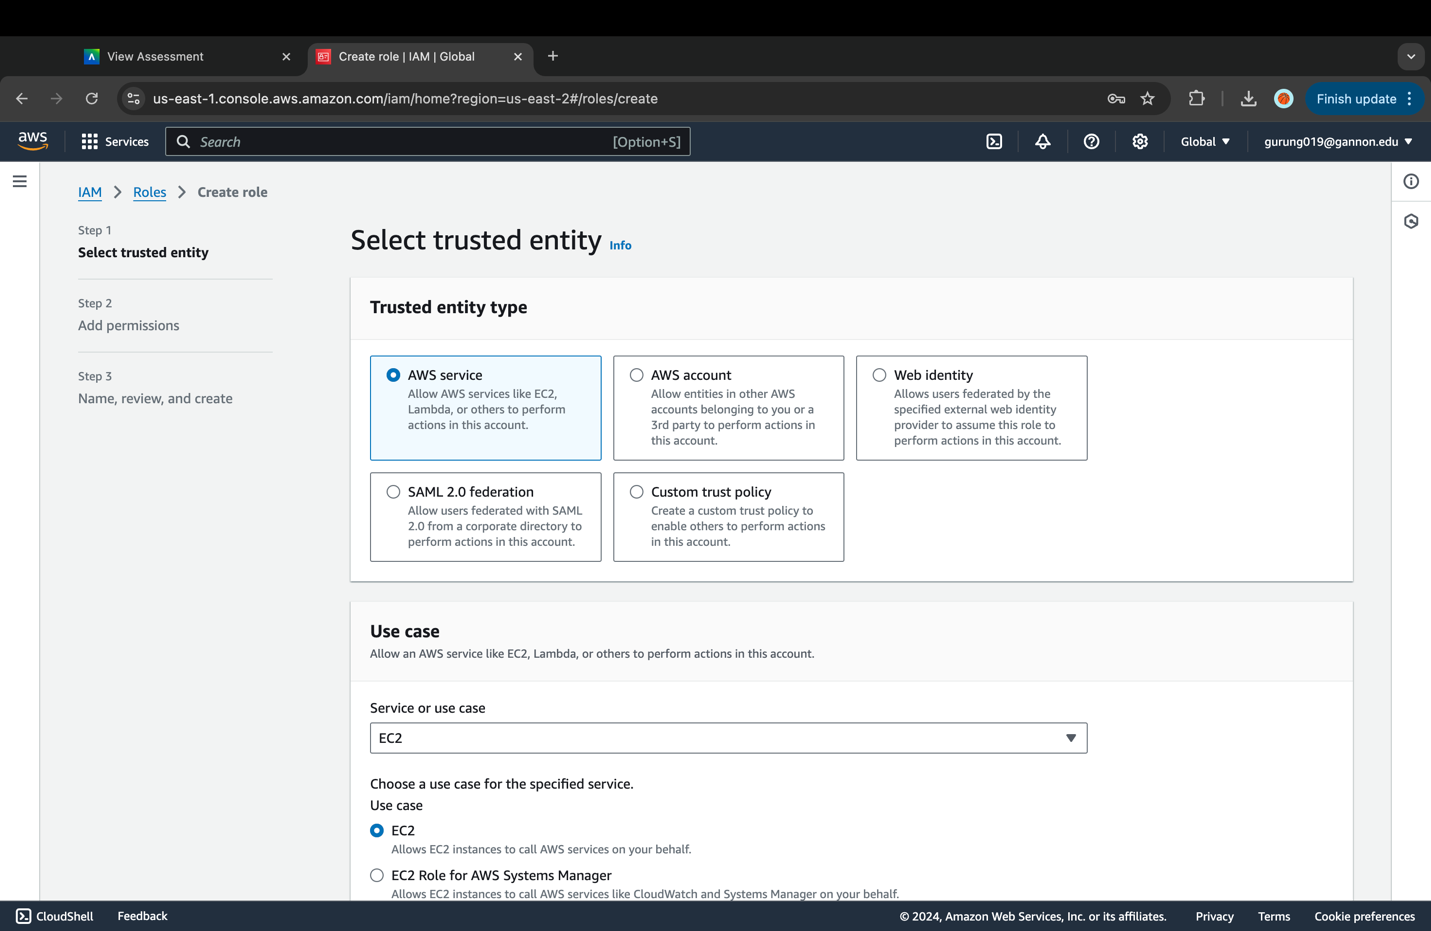 View Assessment
Create role | IAM | Global
us-east-1.console.aws.amazon.com/iam/home?region=us-east-2#/roles/create
Finish update
aws
Services
Search
[Option+S]
Global
gurung019@gannon.edu
IAM
Roles
Create role
Step 1
Select trusted entity
Step 2
Add permissions
Step 3
Name, review, and create
Select trusted entity Info
Trusted entity type
AWS service
Allow AWS services like EC2,
Lambda, or others to perform
actions in this account.
AWS account
Allow entities in other AWS
accounts belonging to you or a
3rd party to perform actions in
this account.
Web identity
Allows users federated by the
specified external web identity
provider to assume this role to
perform actions in this account.
SAML 2.0 federation
Allow users federated with SAML
2.0 from a corporate directory to
perform actions in this account.
Custom trust policy
Create a custom trust policy to
enable others to perform actions
in this account.
Use case
Allow an AWS service like EC2, Lambda, or others to perform actions in this account.
Service or use case
EC2
Choose a use case for the specified service.
Use case
EC2
Allows EC2 instances to call AWS services on your behalf.
EC2 Role for AWS Systems Manager
Allows EC2 instances to call AWS services like CloudWatch and Systems Manager on your behalf.
CloudShell
Feedback
© 2024, Amazon Web Services, Inc. or its affiliates.
Privacy
Terms
Cookie preferences